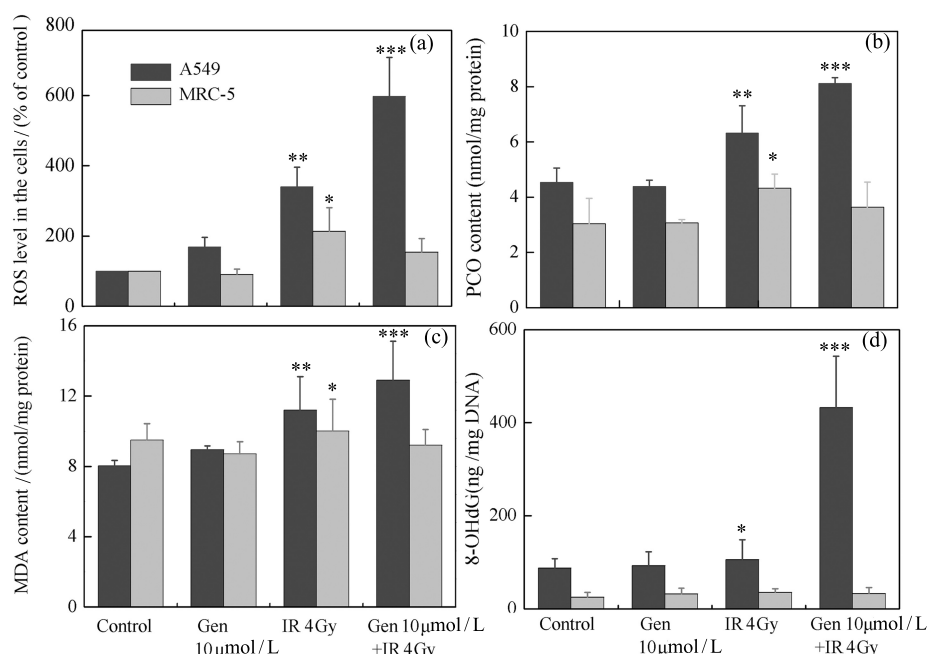 ROS level in the cells / (% of control)
800
600
400
200
0
(a)
A549
MRC-5
**
*
***
PCO content (nmol/mg protein)
10
8
6
4
2
0
(b)
**
*
***
MDA content / (nmol/mg protein)
16
12
8
4
0
(c)
**
*
***
Control
Gen
10μmol / L
IR 4Gy
Gen 10μmol / L
+IR 4Gy
8-OHdG(ng /mg DNA)
600
400
200
0
(d)
*
***
Control
Gen
10μmol / L
IR 4Gy
Gen 10μmol / L
+IR 4Gy